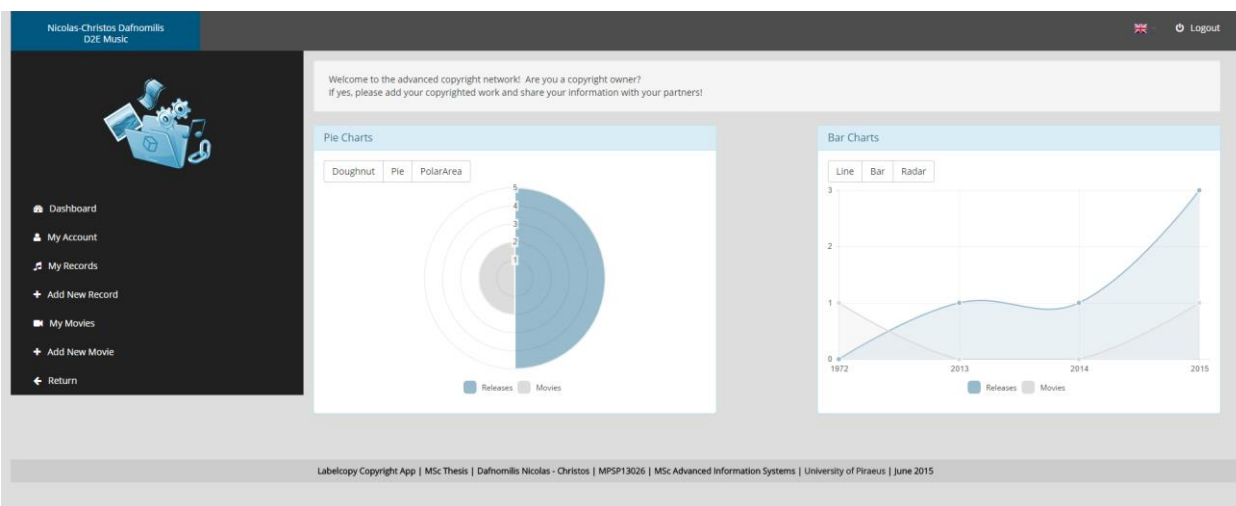 Nicolas-Christos Dafnomilis
D2E Music
Logout
Dashboard
My Account
My Records
Add New Record
My Movies
Add New Movie
Return
Welcome to the advanced copyright network! Are you a copyright owner?
If yes, please add your copyrighted work and share your information with your partners!
Pie Charts
Doughnut Pie PolarArea
5
4
3
2
1
Releases Movies
Bar Charts
Line Bar Radar
3
2
1
0
1972 2013 2014 2015
Releases Movies
Labelcopy Copyright App | MSc Thesis | Dafnomilis Nicolas - Christos | MPSP13026 | MSc Advanced Information Systems | University of Piraeus | June 2015